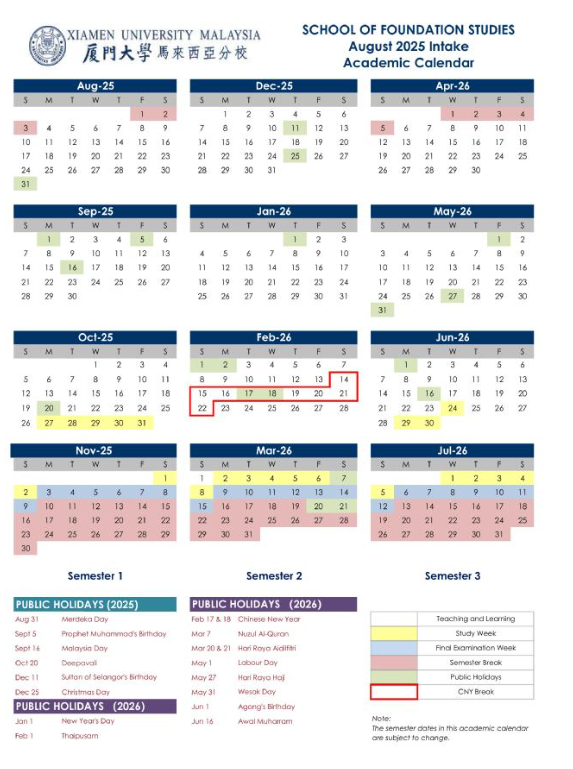 XIAMEN UNIVERSITY MALAYSIA
厦門大學 馬來西亞分校
SCHOOL OF FOUNDATION STUDIES
August 2025 Intake
Academic Calendar
Aug-25
S M T W T F S
1 2
3 4 5 6 7 8 9
10 11 12 13 14 15 16
17 18 19 20 21 22 23
24 25 26 27 28 29 30
31
Dec-25
S M T W T F S
1 2 3 4 5 6
7 8 9 10 11 12 13
14 15 16 17 18 19 20
21 22 23 24 25 26 27
28 29 30 31
Apr-26
S M T W T F S
1 2 3 4
5 6 7 8 9 10 11
12 13 14 15 16 17 18
19 20 21 22 23 24 25
26 27 28 29 30
Sep-25
S M T W T F S
1 2 3 4 5 6
7 8 9 10 11 12 13
14 15 16 17 18 19 20
21 22 23 24 25 26 27
28 29 30
Jan-26
S M T W T F S
1 2 3
4 5 6 7 8 9 10
11 12 13 14 15 16 17
18 19 20 21 22 23 24
25 26 27 28 29 30 31
May-26
S M T W T F S
1 2
3 4 5 6 7 8 9
10 11 12 13 14 15 16
17 18 19 20 21 22 23
24 25 26 27 28 29 30
31
Oct-25
S M T W T F S
1 2 3 4
5 6 7 8 9 10 11
12 13 14 15 16 17 18
19 20 21 22 23 24 25
26 27 28 29 30 31
Feb-26
S M T W T F S
1 2 3 4 5 6 7
8 9 10 11 12 13 14
15 16 17 18 19 20 21
22 23 24 25 26 27 28
Jun-26
S M T W T F S
1 2 3 4 5 6
7 8 9 10 11 12 13
14 15 16 17 18 19 20
21 22 23 24 25 26 27
28 29 30
Nov-25
S M T W T F S
1
2 3 4 5 6 7 8
9 10 11 12 13 14 15
16 17 18 19 20 21 22
23 24 25 26 27 28 29
30
Mar-26
S M T W T F S
1 2 3 4 5 6 7
8 9 10 11 12 13 14
15 16 17 18 19 20 21
22 23 24 25 26 27 28
29 30 31
Jul-26
S M T W T F S
1 2 3 4
5 6 7 8 9 10 11
12 13 14 15 16 17 18
19 20 21 22 23 24 25
26 27 28 29 30 31
Semester 1
Semester 2
Semester 3
PUBLIC HOLIDAYS (2025)
Aug 31 Merdeka Day
Sept 5 Prophet Muhammad's Birthday
Sept 16 Malaysia Day
Oct 20 Deepavali
Dec 11 Sultan of Selangor's Birthday
Dec 25 Christmas Day
PUBLIC HOLIDAYS (2026)
Jan 1 New Year's Day
Feb 1 Thaipusam
PUBLIC HOLIDAYS (2026)
Feb 17 & 18 Chinese New Year
Mar 7 Nuzul Al-Quran
Mar 20 & 21 Hari Raya Aidilfitri
May 1 Labour Day
May 27 Hari Raya Haji
May 31 Wesak Day
Jun 1 Agong's Birthday
Jun 16 Awal Muharram
Teaching and Learning
Study Week
Final Examination Week
Semester Break
Public Holidays
CNY Break
Note:
The semester dates in this academic calendar
are subject to change.